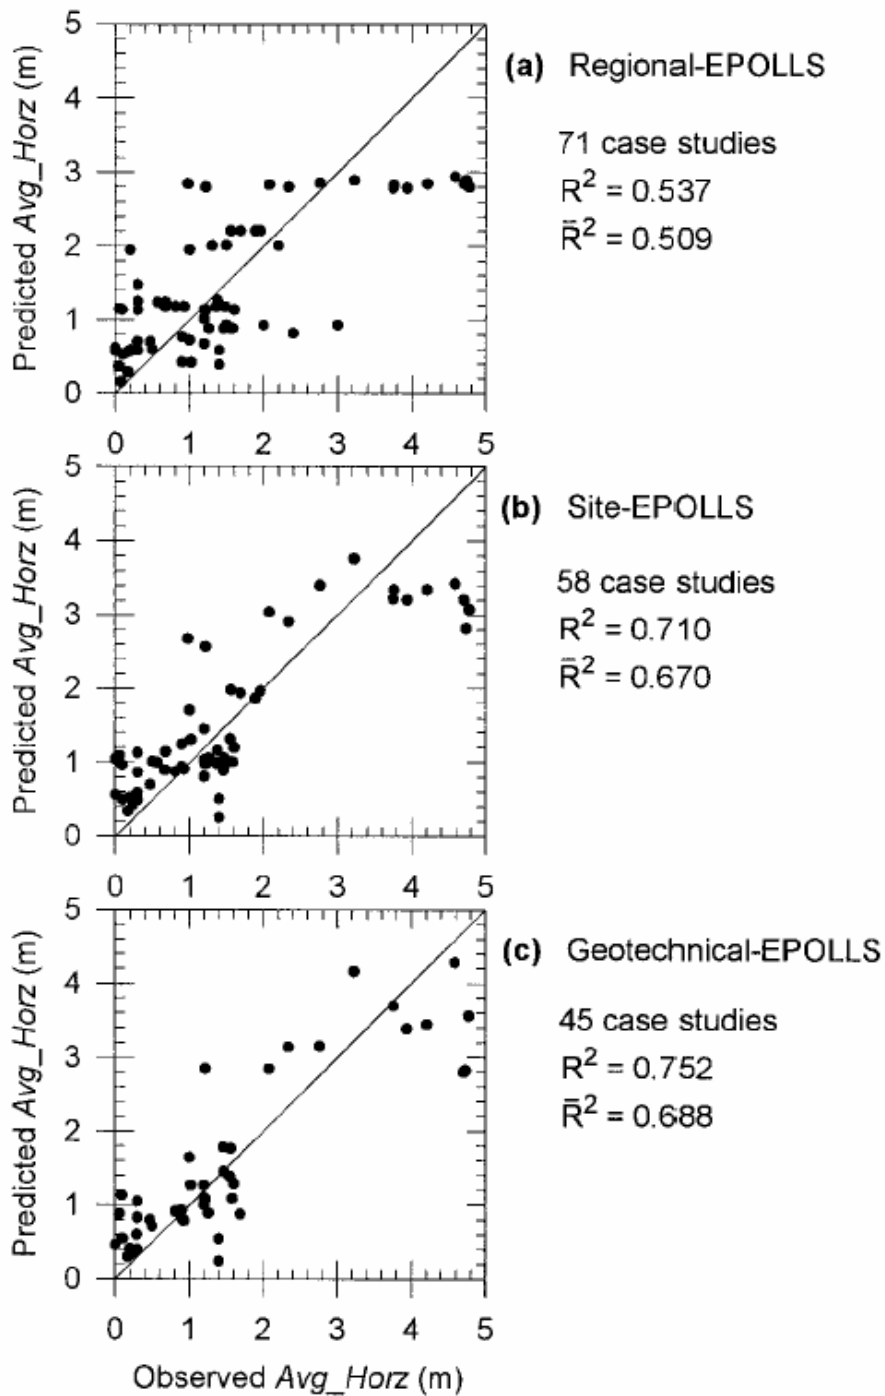 5
4
3
2
1
0
Predicted Avg_Horz (m)
0 1 2 3 4 5
(a) Regional-EPOLLS
71 case studies
R² = 0.537
R̄² = 0.509
5
4
3
2
1
0
Predicted Avg_Horz (m)
0 1 2 3 4 5
(b) Site-EPOLLS
58 case studies
R² = 0.710
R̄² = 0.670
5
4
3
2
1
0
Predicted Avg_Horz (m)
0 1 2 3 4 5
(c) Geotechnical-EPOLLS
45 case studies
R² = 0.752
R̄² = 0.688
Observed Avg_Horz (m)